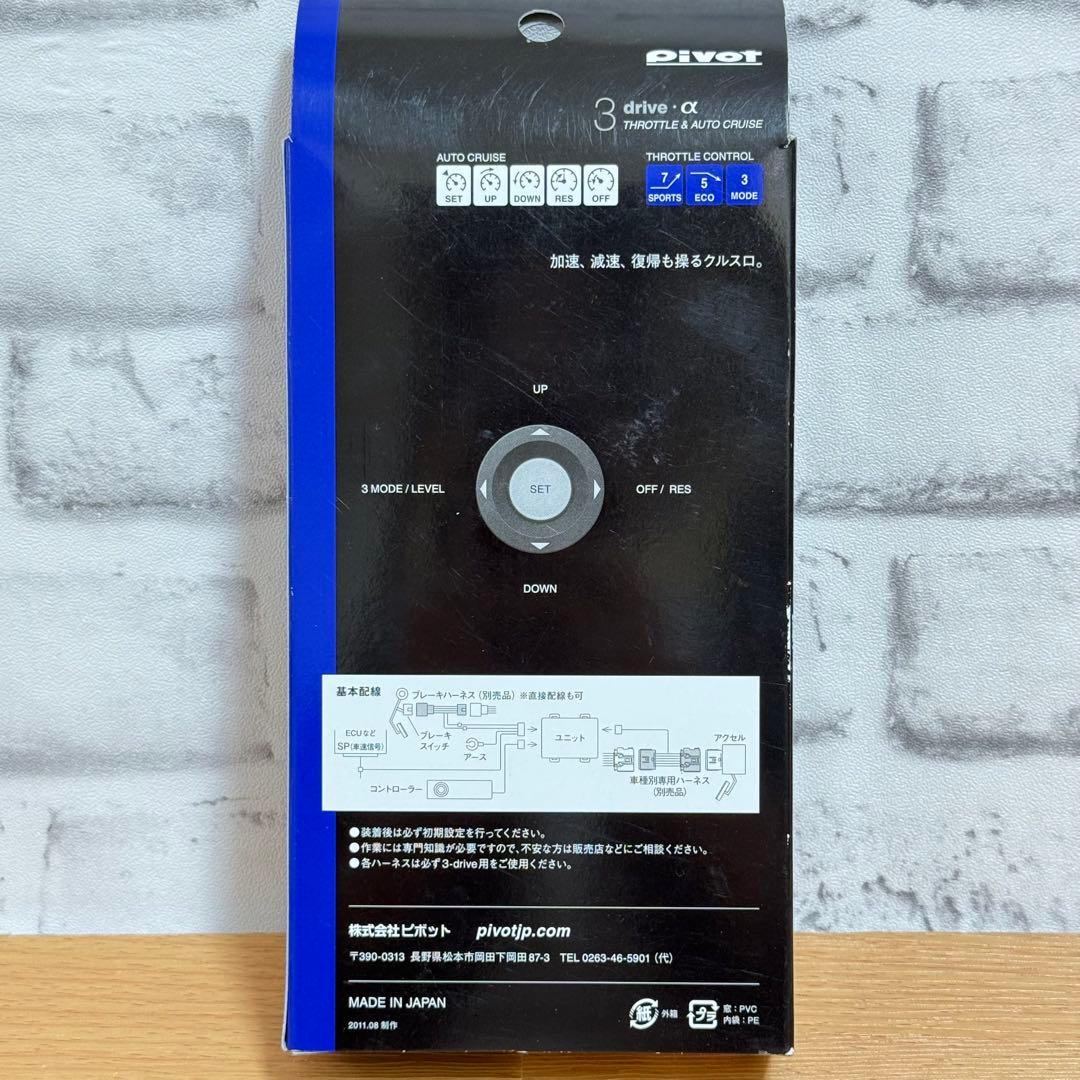 Pivot
3 drive・α
THROTTLE & AUTO CRUISE
AUTO CRUISE
SET UP DOWN RES OFF
THROTTLE CONTROL
7 SPORTS 5 ECO 3 MODE
加速、減速、復帰も操るクルスロ。
UP
3 MODE / LEVEL
SET
OFF / RES
DOWN
基本配線
ブレーキハーネス（別売品）※直接配線も可
ECUなど
SP（車速信号）
ブレーキ
スイッチ
アース
ユニット
アクセル
コントローラー
車種別専用ハーネス
（別売品）
●装着後は必ず初期設定を行ってください。
●作業には専門知識が必要ですので、不安な方は販売店などにご相談ください。
●各ハーネスは必ず3-drive用をご使用ください。
株式会社ピボット pivotjp.com
〒390-0313 長野県松本市岡田下岡田87-3 TEL 0263-46-5901（代）
MADE IN JAPAN
2011.08 制作
紙 外箱
プラ 窓：PVC
内袋：PE